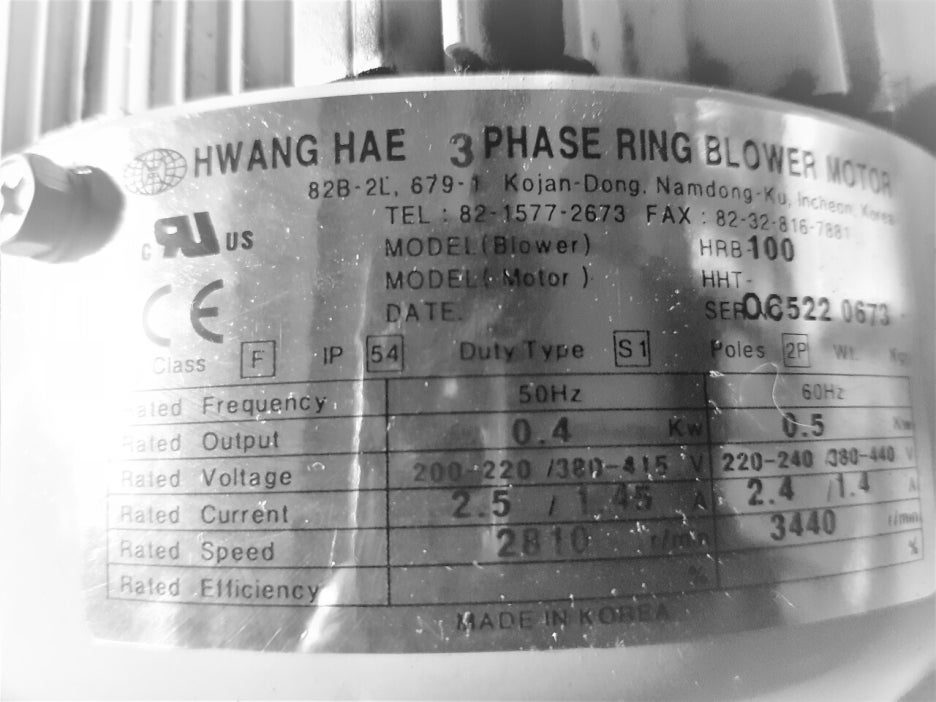 HWANG HAE 3 PHASE RING BLOWER MOTOR
82B-2L, 679-1 Kojan-Dong, Namdong-Ku, Incheon, Korea
TEL : 82-1577-2673 FAX : 82-32-816-7881
c RU US
MODEL (Blower) HRB-100
MODEL ( Motor ) HHT-
CE
DATE. SER 06522 0673
Class F IP 54 Duty Type S1 Poles 2P Wt. Kg
Rated Frequency 50Hz 60Hz
Rated Output 0.4 Kw 0.5 Kw
Rated Voltage 200-220 /380-415 V 220-240 /380-440 V
Rated Current 2.5 / 1.45 A 2.4 /1.4 A
Rated Speed 2810 r/min 3440 r/min
Rated Efficiency % %
MADE IN KOREA